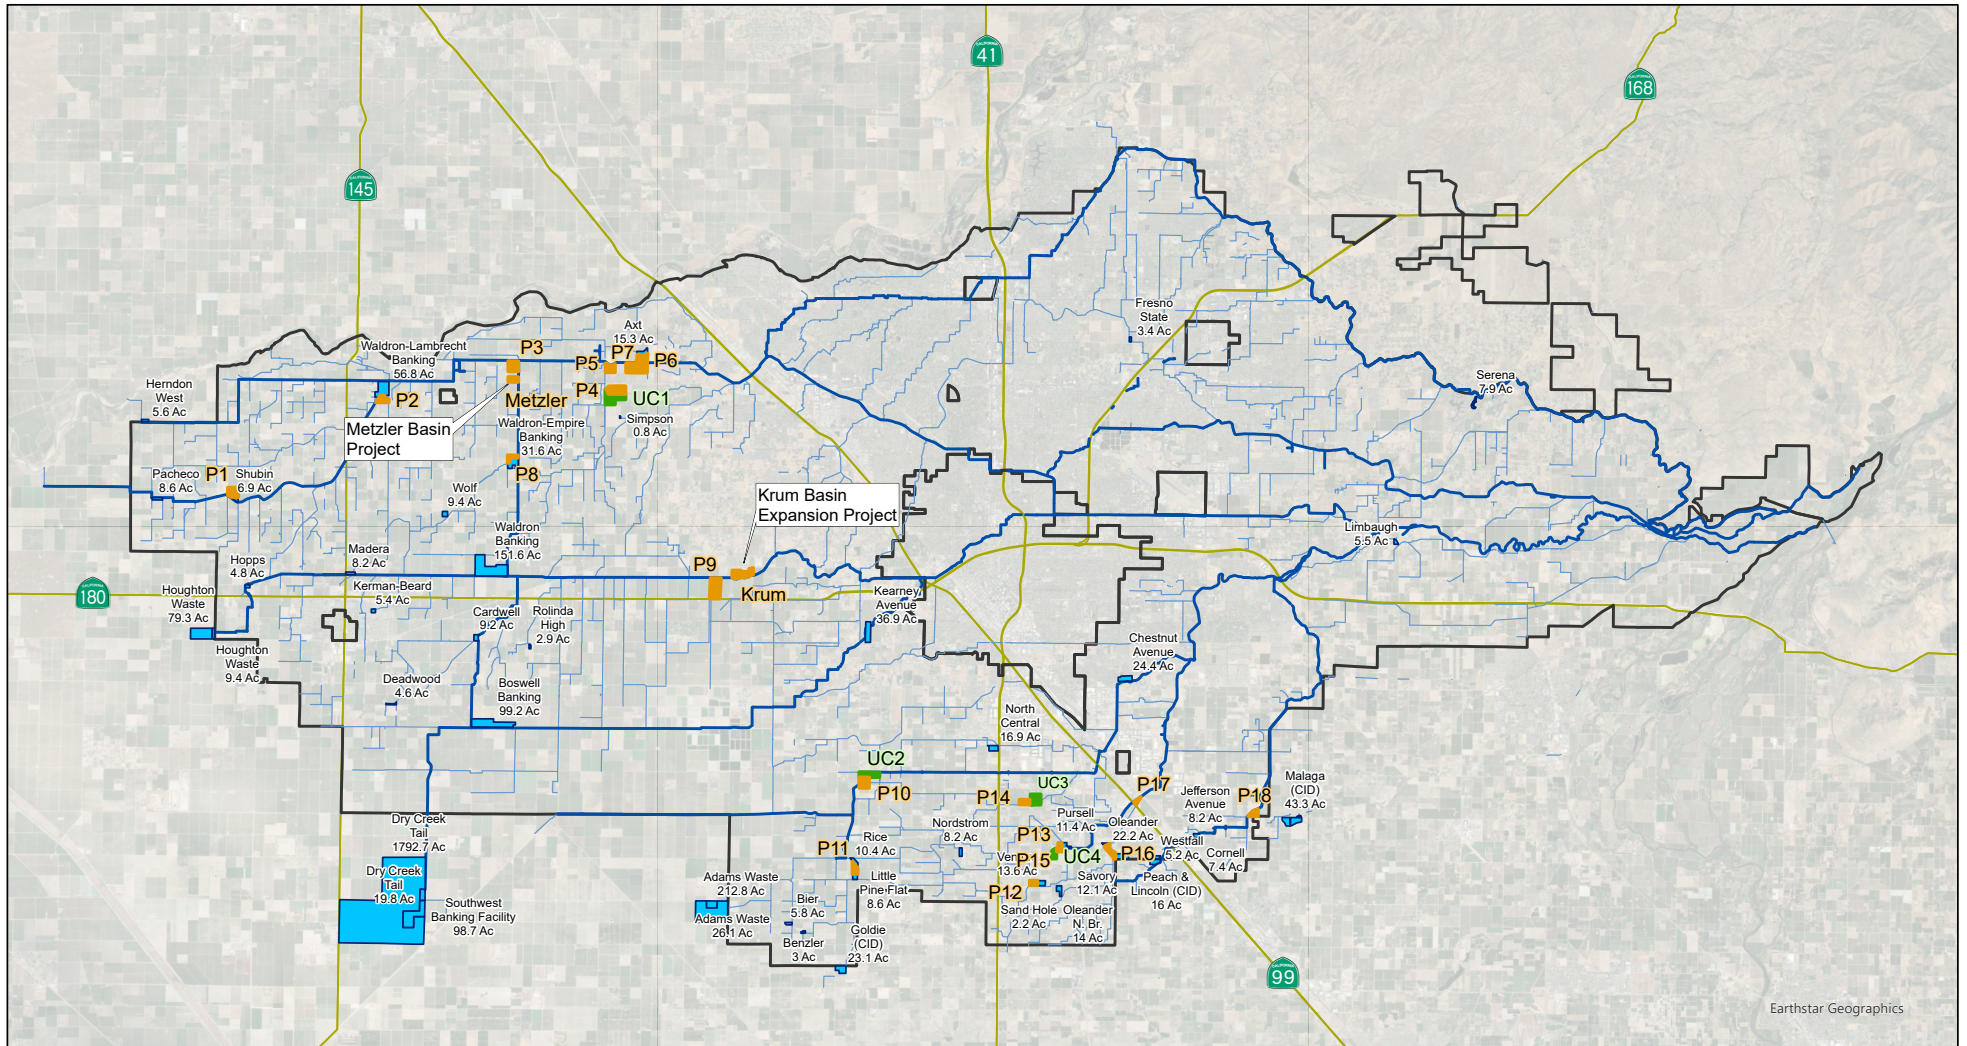 CALIFORNIA
41
CALIFORNIA
168
CALIFORNIA
145
Fresno
State
3.4 Ac
Axt
15.3 Ac
P3
P7
P5
P6
Waldron-Lambrecht
Banking
56.8 Ac
Herndon
West
5.6 Ac
P2
Metzler
P4
UC1
Serena
7.9 Ac
Metzler Basin
Project
Simpson
0.8 Ac
Waldron-Empire
Banking
31.6 Ac
P8
Pacheco
8.6 Ac
P1
Shubin
6.9 Ac
Wolf
9.4 Ac
Krum Basin
Expansion Project
Waldron
Banking
151.6 Ac
Limbaugh
5.5 Ac
Madera
8.2 Ac
Hopps
4.8 Ac
P9
Krum
CALIFORNIA
180
Houghton
Waste
79.3 Ac
Kerman-Beard
5.4 Ac
Kearney
Avenue
36.9 Ac
Cardwell
9.2 Ac
Rolinda
High
2.9 Ac
Chestnut
Avenue
24.4 Ac
Houghton
Waste
9.4 Ac
Deadwood
4.6 Ac
Boswell
Banking
99.2 Ac
North
Central
16.9 Ac
UC2
P10
UC3
P14
P17
Jefferson
Avenue
8.2 Ac
P18
Malaga
(CID)
43.3 Ac
Dry Creek
Tail
1792.7 Ac
Nordstrom
8.2 Ac
Pursell
11.4 Ac
Oleander
22.2 Ac
Rice
10.4 Ac
P11
P13
P15
UC4
P16
Westfall
5.2 Ac
Cornell
7.4 Ac
13.6 Ac
Dry Creek
Tail
19.8 Ac
Adams Waste
212.8 Ac
Little
Pine Flat
8.6 Ac
P12
Savory
12.1 Ac
Peach &
Lincoln (CID)
16 Ac
Southwest
Banking Facility
98.7 Ac
Adams Waste
26.1 Ac
Bier
5.8 Ac
Sand Hole
2.2 Ac
Oleander
N. Br.
14 Ac
Benzler
3 Ac
Goldie
(CID)
23.1 Ac
CALIFORNIA
99
Earthstar Geographics